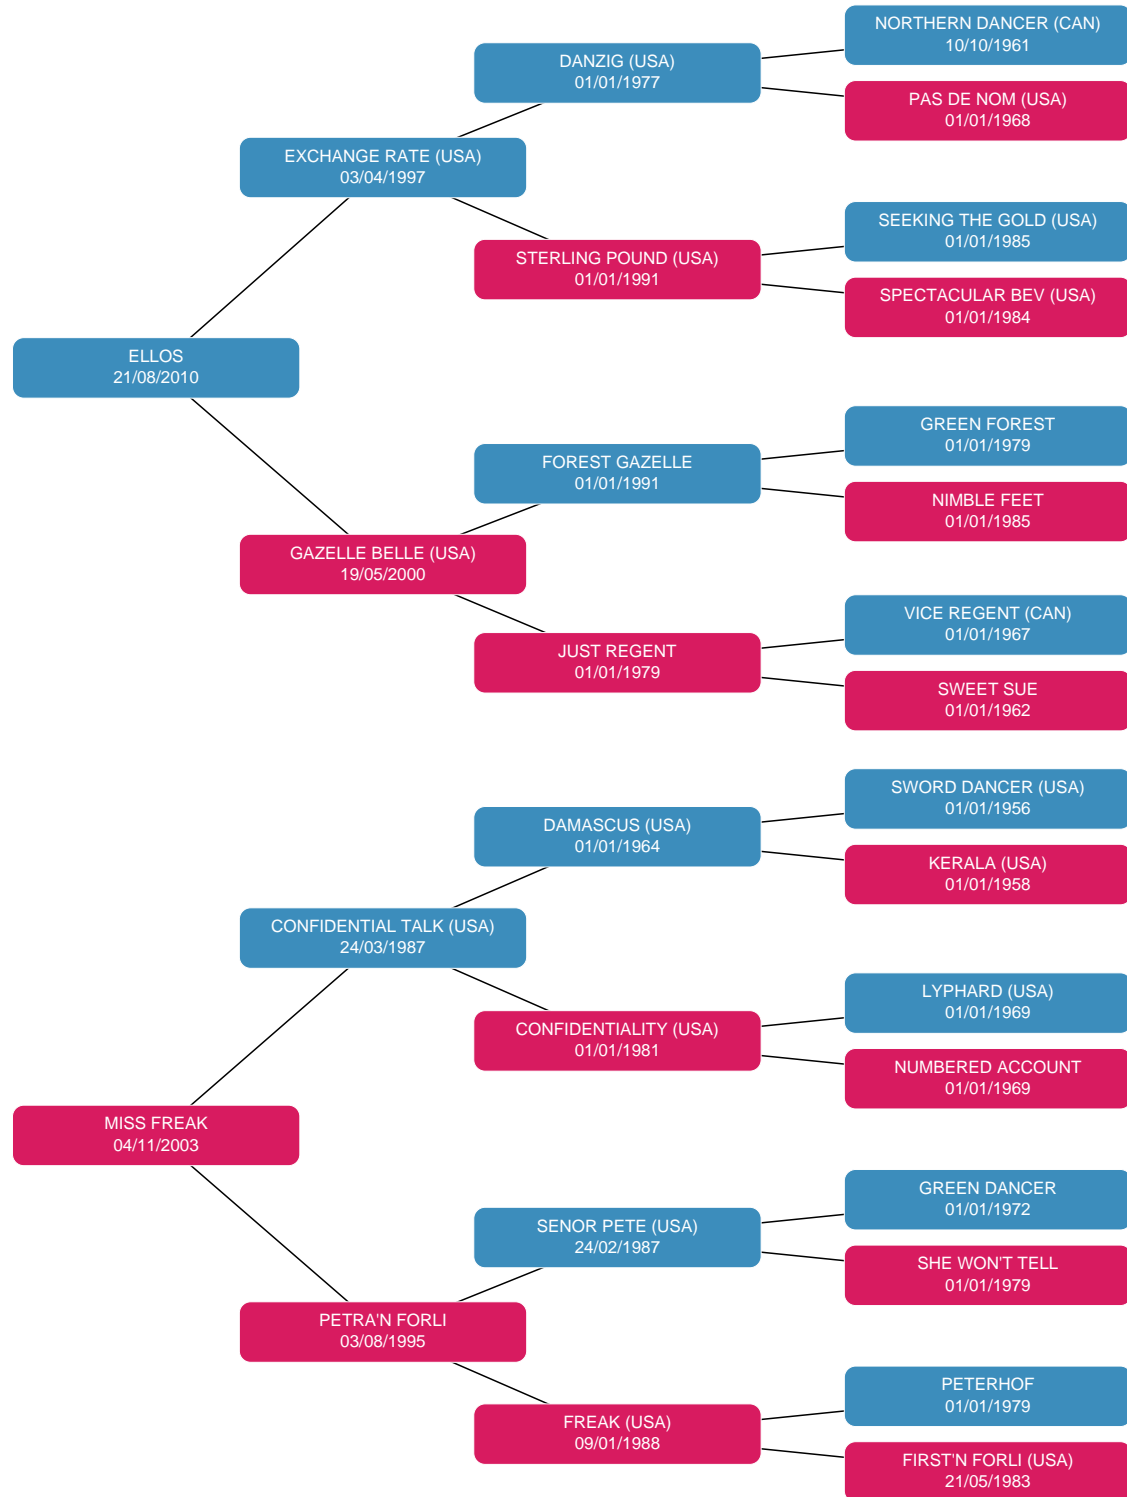 NORTHERN DANCER (CAN)
10/10/1961
DANZIG (USA)
01/01/1977
PAS DE NOM (USA)
01/01/1968
EXCHANGE RATE (USA)
03/04/1997
SEEKING THE GOLD (USA)
01/01/1985
STERLING POUND (USA)
01/01/1991
SPECTACULAR BEV (USA)
01/01/1984
ELLOS
21/08/2010
GREEN FOREST
01/01/1979
FOREST GAZELLE
01/01/1991
NIMBLE FEET
01/01/1985
GAZELLE BELLE (USA)
19/05/2000
VICE REGENT (CAN)
01/01/1967
JUST REGENT
01/01/1979
SWEET SUE
01/01/1962
SWORD DANCER (USA)
01/01/1956
DAMASCUS (USA)
01/01/1964
KERALA (USA)
01/01/1958
CONFIDENTIAL TALK (USA)
24/03/1987
LYPHARD (USA)
01/01/1969
CONFIDENTIALITY (USA)
01/01/1981
NUMBERED ACCOUNT
01/01/1969
MISS FREAK
04/11/2003
GREEN DANCER
01/01/1972
SENOR PETE (USA)
24/02/1987
SHE WON'T TELL
01/01/1979
PETRA'N FORLI
03/08/1995
PETERHOF
01/01/1979
FREAK (USA)
09/01/1988
FIRST'N FORLI (USA)
21/05/1983